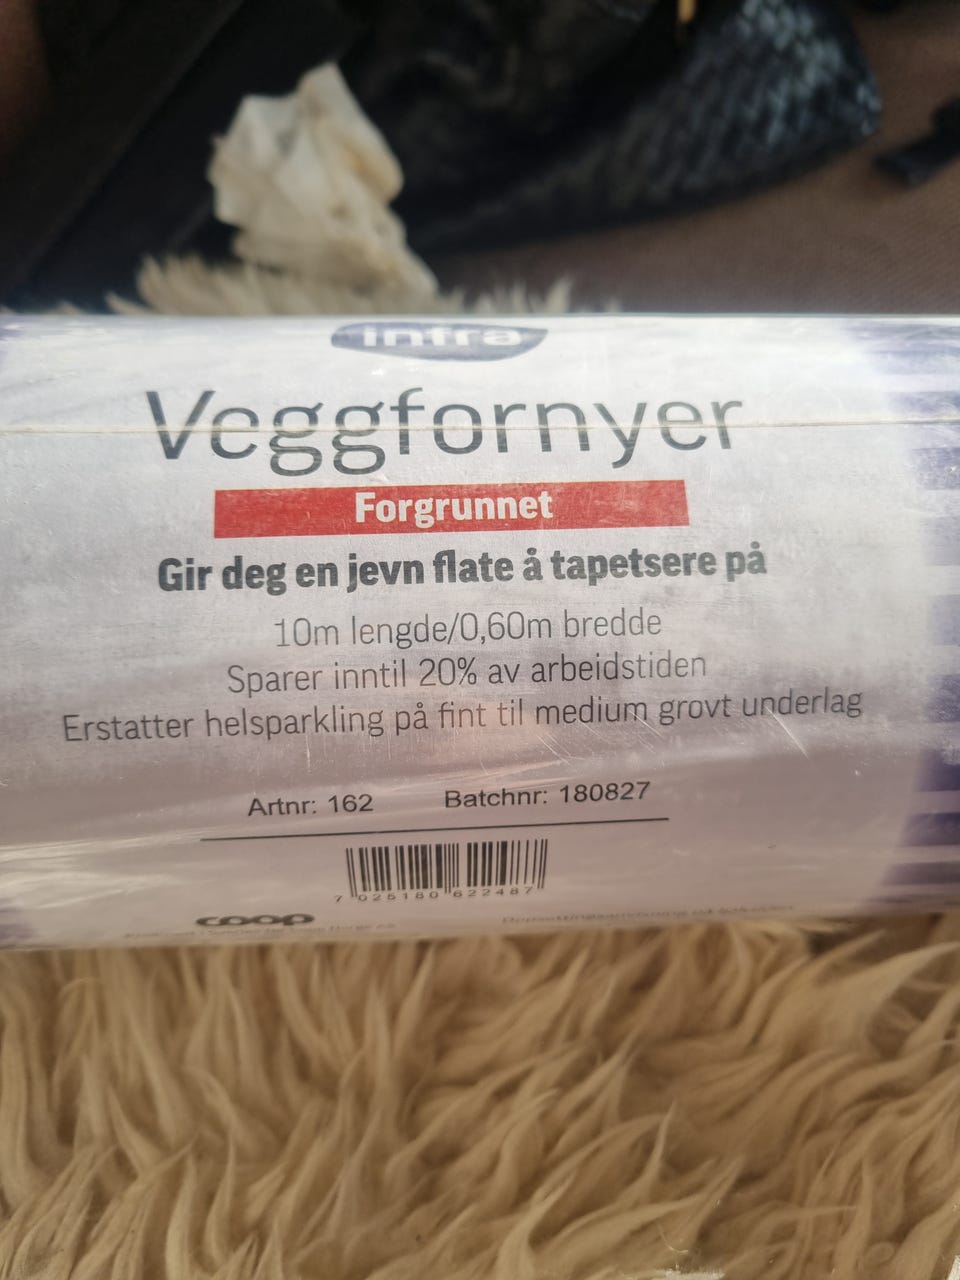 infra
Veggfornyer
Forgrunnet
Gir deg en jevn flate å tapetsere på
10m lengde/0,60m bredde
Sparer inntil 20% av arbeidstiden
Erstatter helsparkling på fint til medium grovt underlag
Artnr: 162 Batchnr: 180827
7 025180 622487
coop